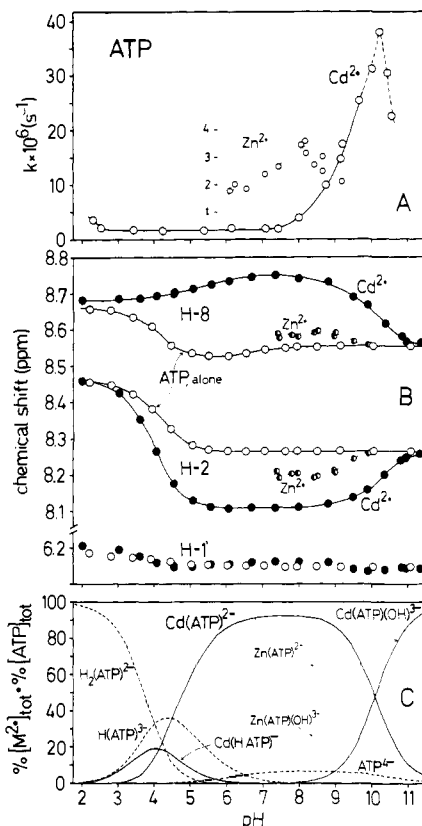 ATP
k×10⁶(s⁻¹)
40
30
20
10
0
4
3
2
1
Zn²⁺
Cd²⁺
A
chemical shift (ppm)
8.8
8.7
8.6
8.5
8.4
8.3
8.2
8.1
6.2
H-8
Cd²⁺
Zn²⁺
ATP alone
B
H-2
Zn²⁺
Cd²⁺
H-1'
% [M²⁺]tot • % [ATP]tot
100
80
60
40
20
0
Cd(ATP)²⁻
Cd(ATP)(OH)³⁻
H₂(ATP)²⁻
Zn(ATP)²⁻
C
H(ATP)³⁻
Zn(ATP)(OH)³⁻
Cd(HATP)⁻
ATP⁴⁻
2 3 4 5 6 7 8 9 10 11
pH